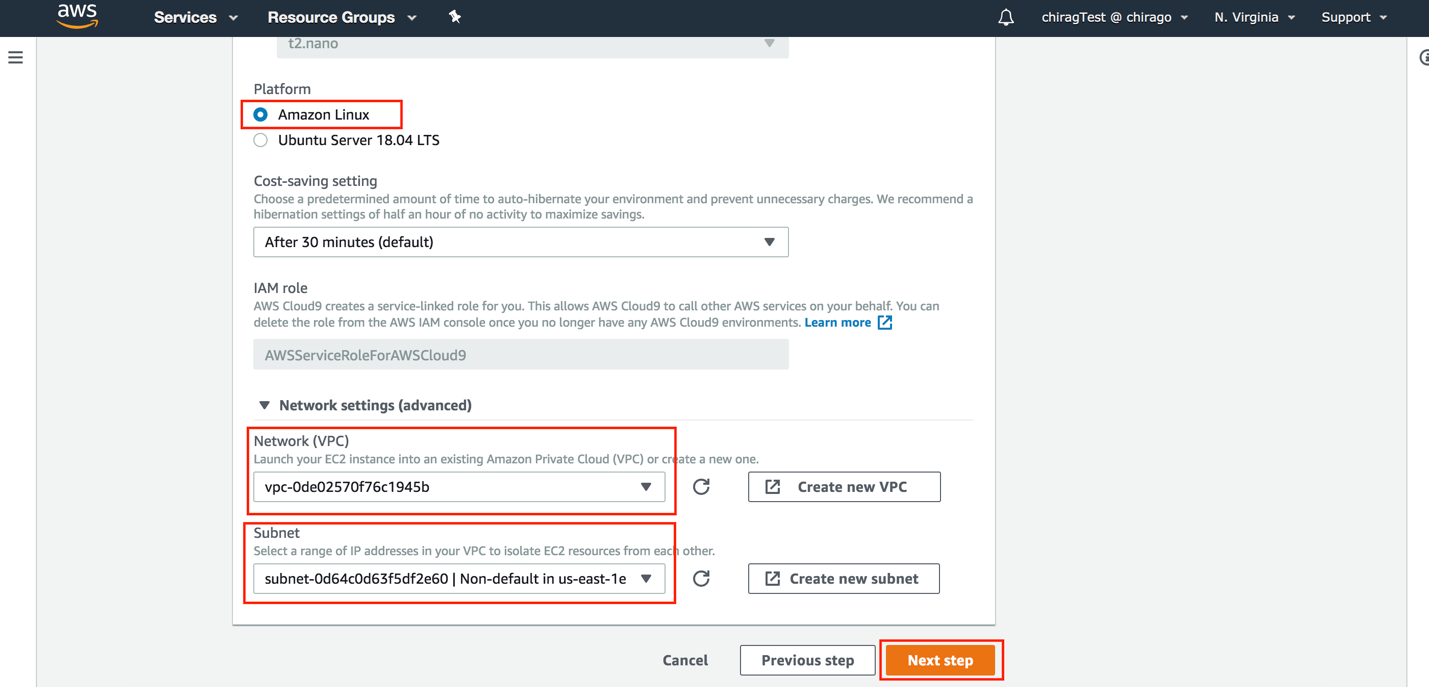 aws
Services
Resource Groups
chiragTest @ chirago
N. Virginia
Support
t2.nano
Platform
Amazon Linux
Ubuntu Server 18.04 LTS
Cost-saving setting
Choose a predetermined amount of time to auto-hibernate your environment and prevent unnecessary charges. We recommend a
hibernation settings of half an hour of no activity to maximize savings.
After 30 minutes (default)
IAM role
AWS Cloud9 creates a service-linked role for you. This allows AWS Cloud9 to call other AWS services on your behalf. You can
delete the role from the AWS IAM console once you no longer have any AWS Cloud9 environments. Learn more
AWSServiceRoleForAWSCloud9
Network settings (advanced)
Network (VPC)
Launch your EC2 instance into an existing Amazon Private Cloud (VPC) or create a new one.
vpc-0de02570f76c1945b
Create new VPC
Subnet
Select a range of IP addresses in your VPC to isolate EC2 resources from each other.
subnet-0d64c0d63f5df2e60 | Non-default in us-east-1e
Create new subnet
Cancel
Previous step
Next step